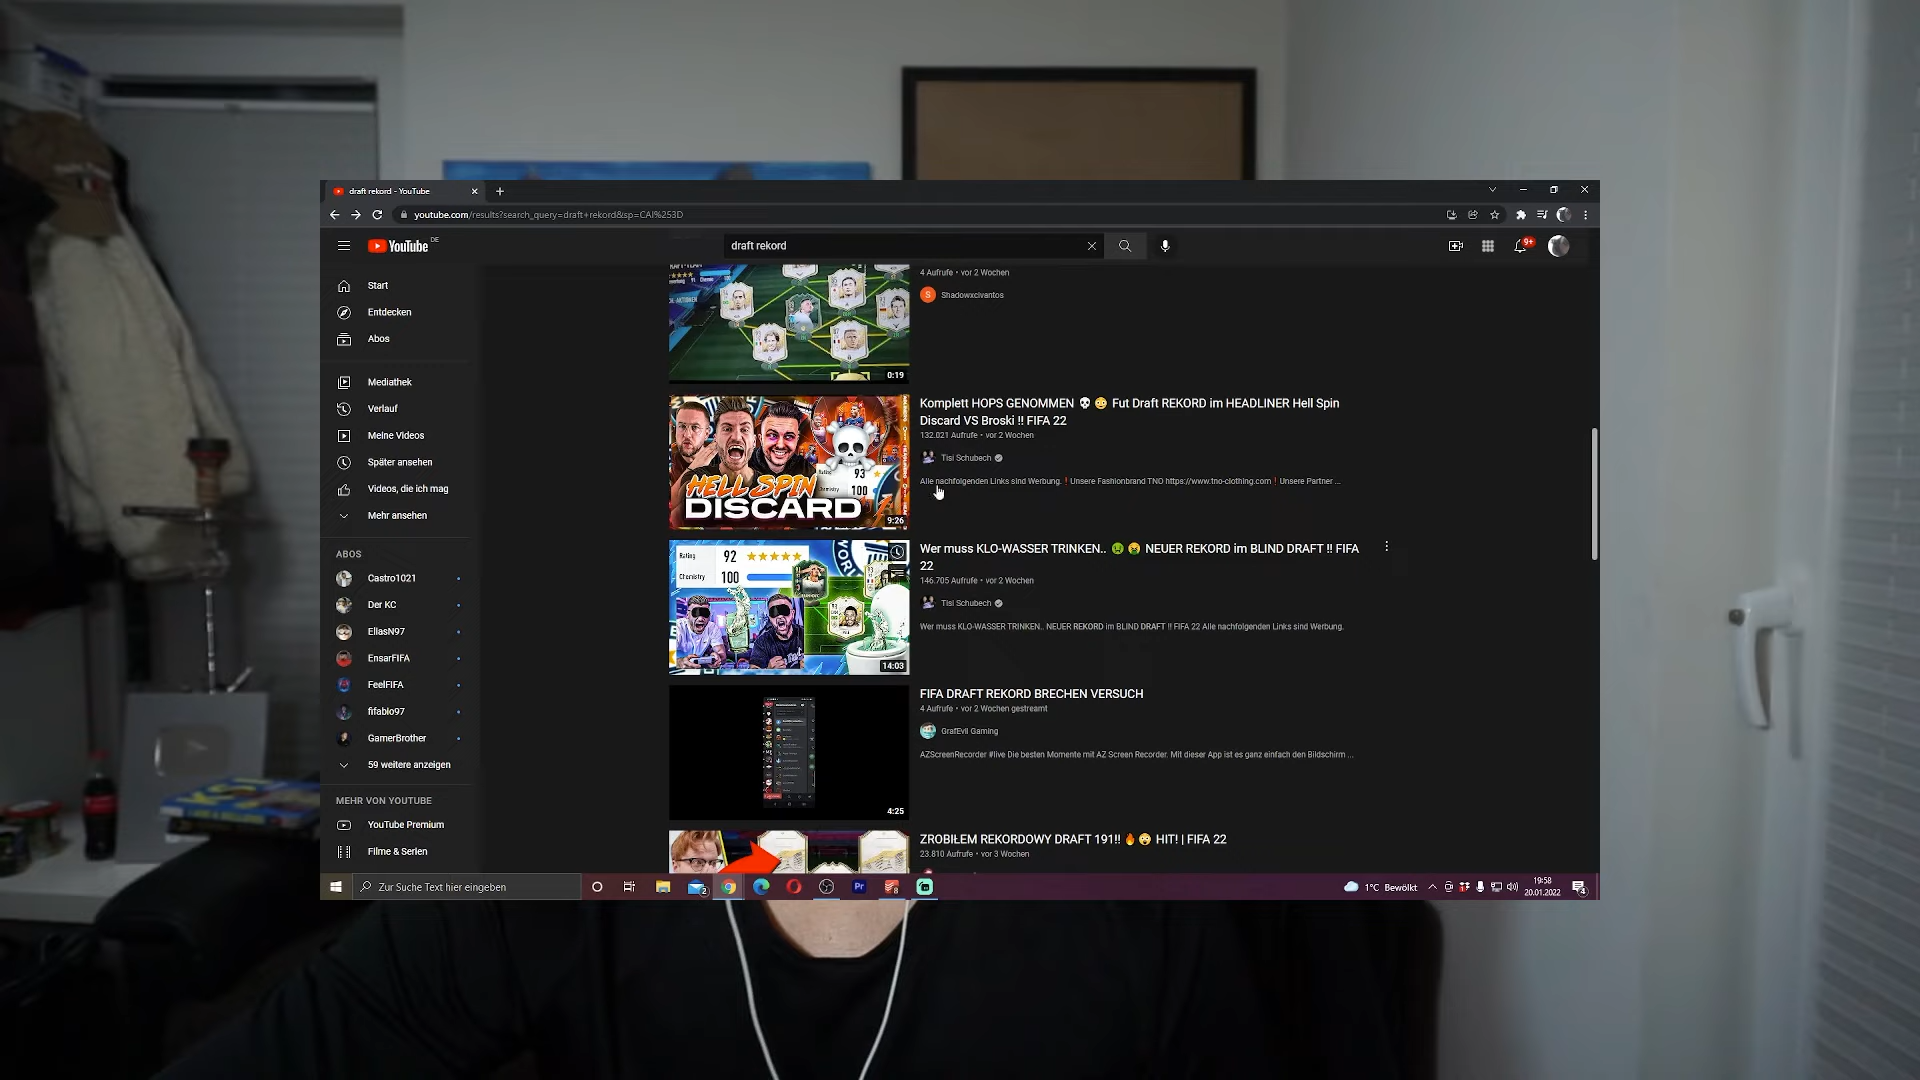 draft rekord - YouTube
youtube.com/results?search_query=draft+rekord&sp=CAI%253D
YouTube DE
draft rekord
9+
Start
Entdecken
Abos
Mediathek
Verlauf
Meine Videos
Später ansehen
Videos, die ich mag
Mehr ansehen
ABOS
Castro1021
Der KC
EliasN97
EnsarFIFA
FeelFIFA
fifabio97
GamerBrother
59 weitere anzeigen
MEHR VON YOUTUBE
YouTube Premium
Filme & Serien
0:19
4 Aufrufe • vor 2 Wochen
S
Shadowxcivantos
HELL SPIN
DISCARD
93
Chemistry 100
9:26
Komplett HOPS GENOMMEN 💀 😳 Fut Draft REKORD im HEADLINER Hell Spin
Discard VS Broski !! FIFA 22
132.021 Aufrufe • vor 2 Wochen
Tisi Schubech
Alle nachfolgenden Links sind Werbung. ❗ Unsere Fashionbrand TNO https://www.tno-clothing.com ❗ Unsere Partner ...
Rating 92
Chemistry 100
14:03
Wer muss KLO-WASSER TRINKEN.. 🤢 🤮 NEUER REKORD im BLIND DRAFT !! FIFA
22
146.705 Aufrufe • vor 2 Wochen
Tisi Schubech
Wer muss KLO-WASSER TRINKEN.. NEUER REKORD im BLIND DRAFT !! FIFA 22 Alle nachfolgenden Links sind Werbung.
4:25
FIFA DRAFT REKORD BRECHEN VERSUCH
4 Aufrufe • vor 2 Wochen gestreamt
GrafEvil Gaming
AZScreenRecorder #live Die besten Momente mit AZ Screen Recorder. Mit dieser App ist es ganz einfach den Bildschirm ...
ZROBIŁEM REKORDOWY DRAFT 191!! 🔥 😳 HIT! | FIFA 22
23.810 Aufrufe • vor 3 Wochen
Zur Suche Text hier eingeben
2
Pr
8
1°C Bewölkt
19:58
20.01.2022
4